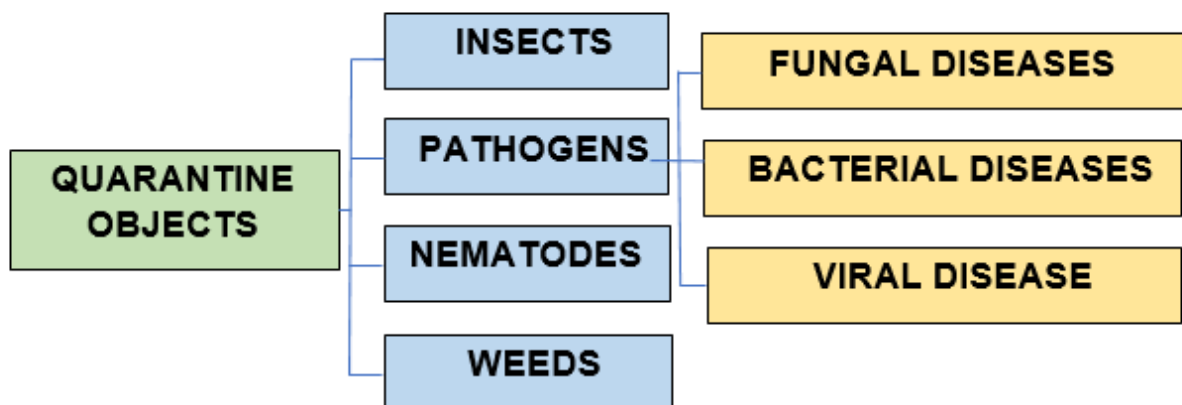 QUARANTINE
OBJECTS
INSECTS
PATHOGENS
NEMATODES
WEEDS
FUNGAL DISEASES
BACTERIAL DISEASES
VIRAL DISEASE